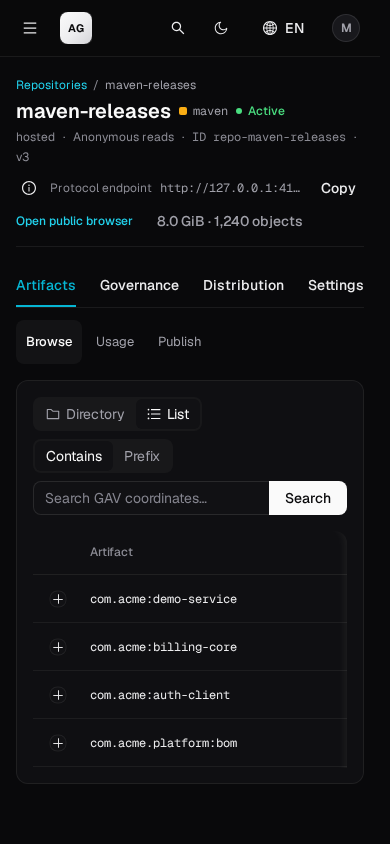 AG
EN
M
Repositories / maven-releases
maven-releases maven Active
hosted · Anonymous reads · ID repo-maven-releases ·
v3
Protocol endpoint http://127.0.0.1:41… Copy
Open public browser 8.0 GiB · 1,240 objects
Artifacts Governance Distribution Settings
Browse Usage Publish
Directory List
Contains Prefix
Search GAV coordinates... Search
Artifact
com.acme:demo-service
com.acme:billing-core
com.acme:auth-client
com.acme.platform:bom